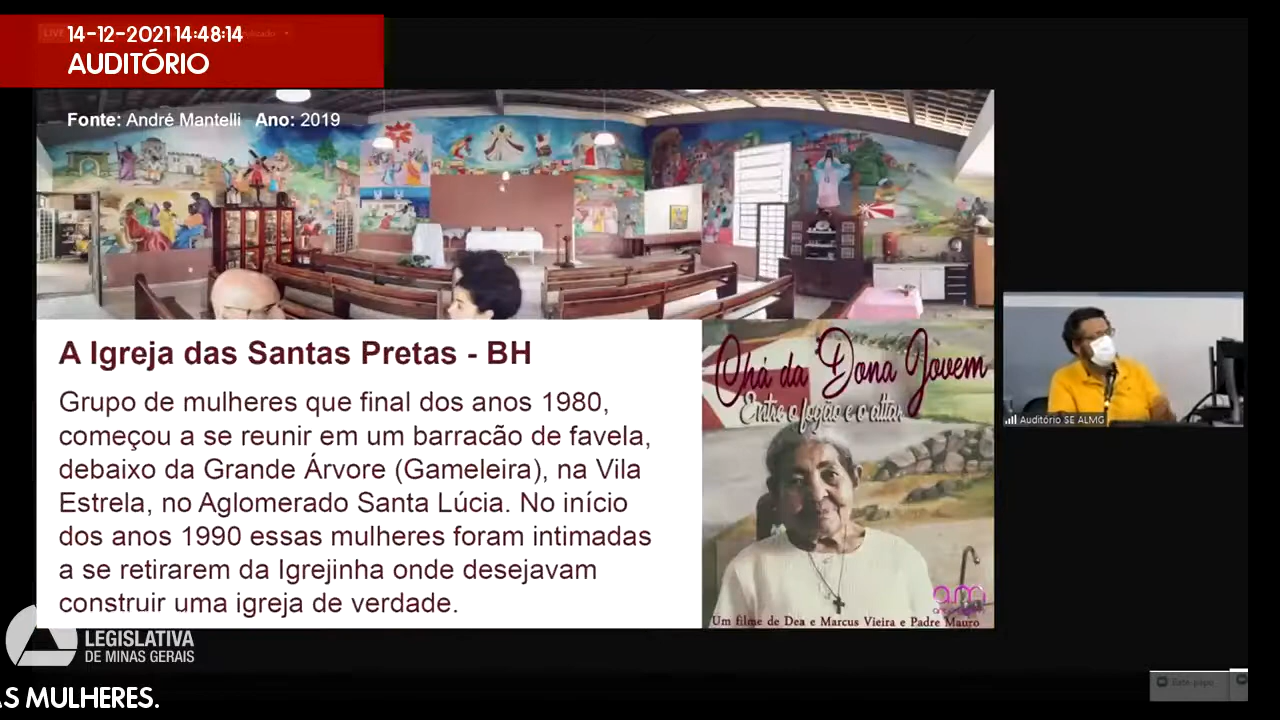 14-12-2021 14:48:14
AUDITÓRIO
Fonte: André Mantelli Ano: 2019
A Igreja das Santas Pretas - BH
Grupo de mulheres que final dos anos 1980,
começou a se reunir em um barracão de favela,
debaixo da Grande Árvore (Gameleira), na Vila
Estrela, no Aglomerado Santa Lúcia. No início
dos anos 1990 essas mulheres foram intimadas
a se retirarem da Igrejinha onde desejavam
construir uma igreja de verdade.
Chá da Dona Jovem
Entre o fogão e o altar
am
Um filme de Dea e Marcus Vieira e Padre Mauro
Auditório SE ALMG
LEGISLATIVA
DE MINAS GERAIS
AS MULHERES.